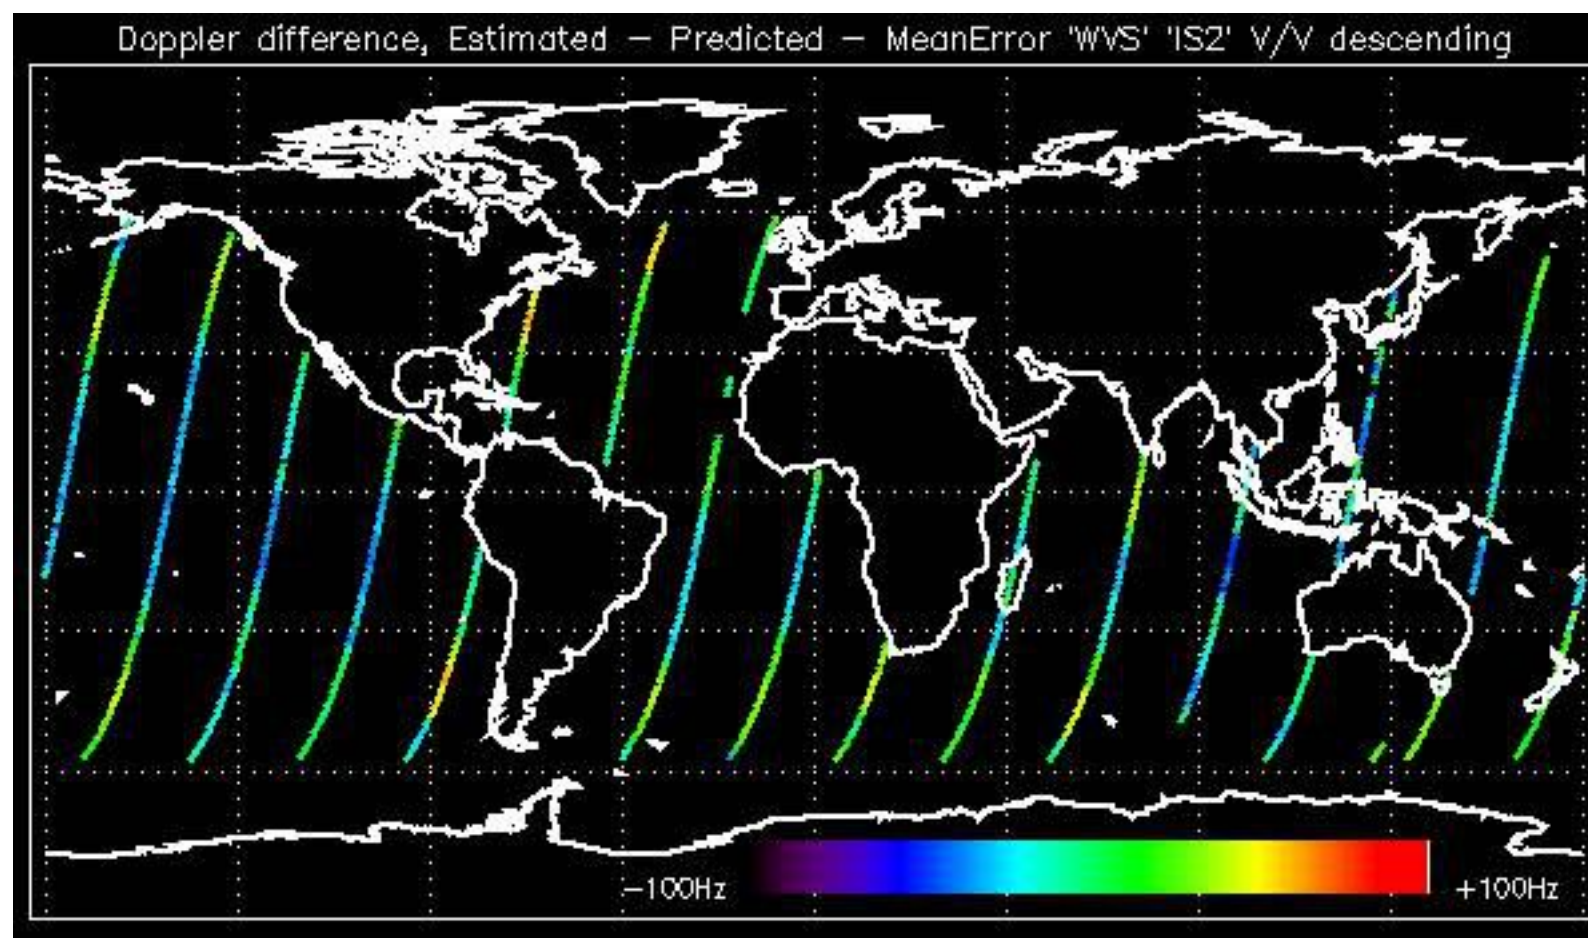 Doppler difference, Estimated - Predicted - MeanError 'WVS' 'IS2' V/V descending
-100Hz +100Hz